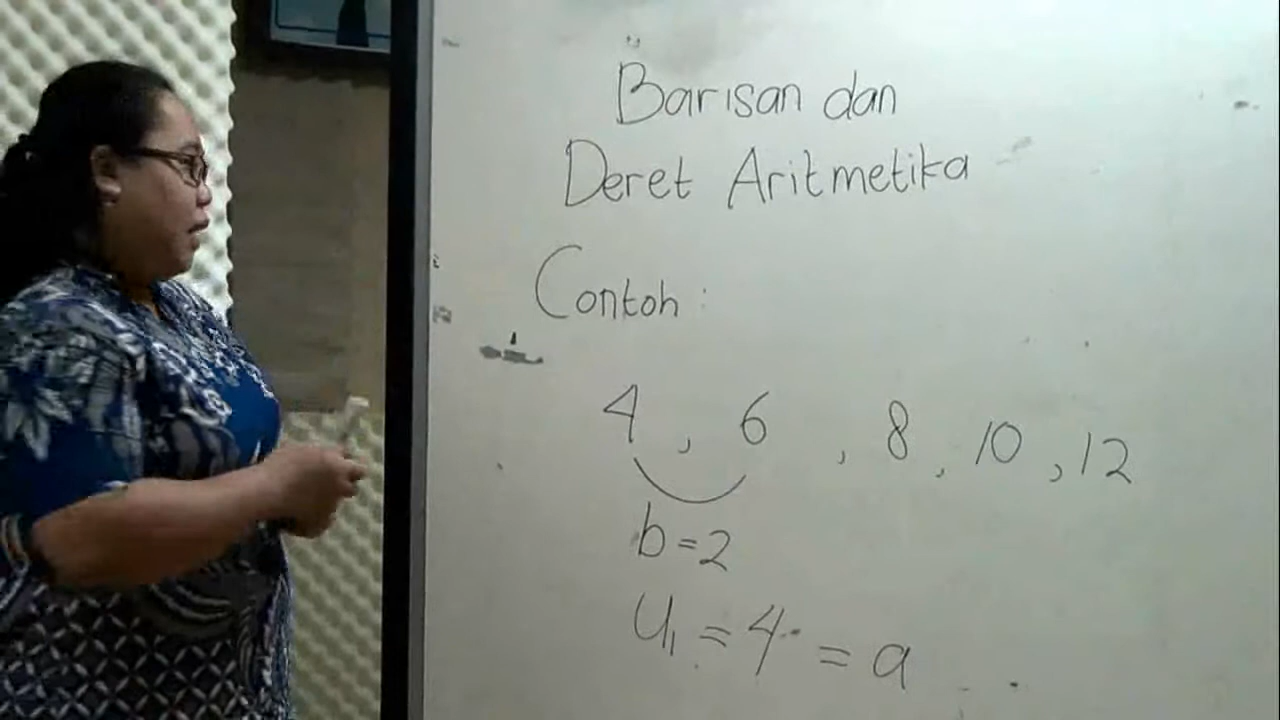 Barisan dan
Deret Aritmetika
Contoh :
4 , 6 , 8 , 10 , 12
b = 2
U₁ = 4 = a